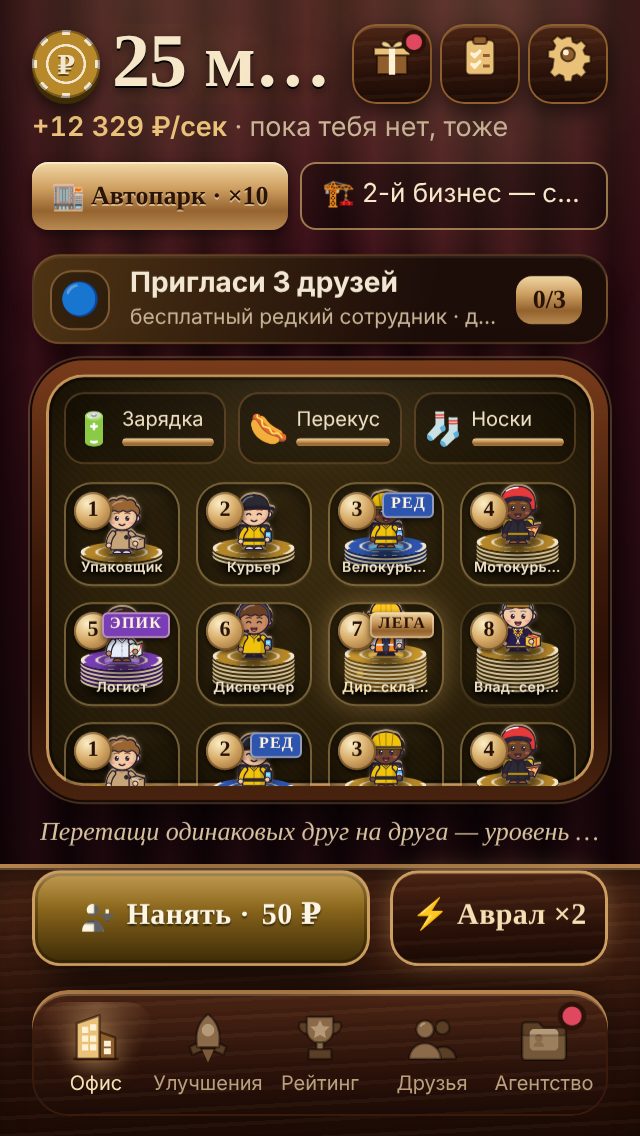 ₽ 25 м...
+12 329 ₽/сек · пока тебя нет, тоже
Автопарк · ×10
2-й бизнес — с...
Пригласи 3 друзей
бесплатный редкий сотрудник · д...
0/3
Зарядка Перекус Носки
1 2 3 РЕД 4
Упаковщик Курьер Велокурь... Мотокурь...
5 ЭПИК 6 7 ЛЕГА 8
Логист Диспетчер Дир. скла... Влад. сер...
1 2 РЕД 3 4
Перетащи одинаковых друг на друга — уровень ...
Нанять · 50 ₽
Аврал ×2
Офис Улучшения Рейтинг Друзья Агентство